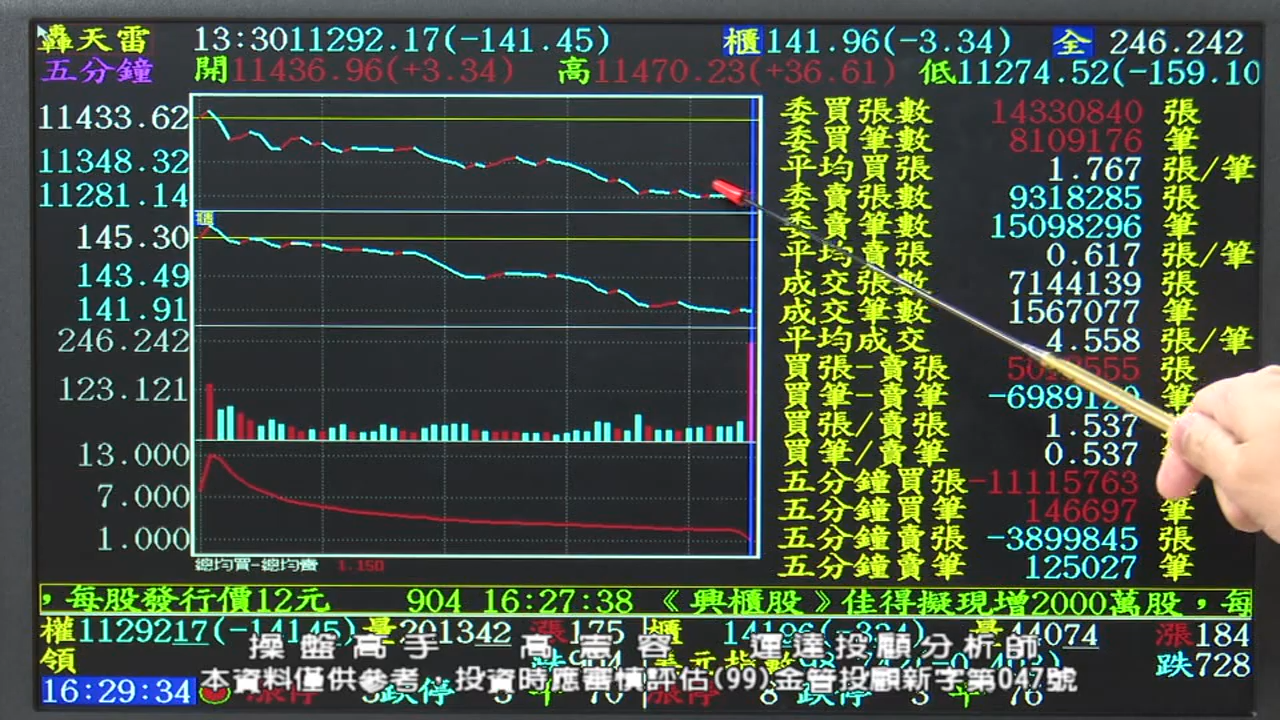 轟天雷 13:30 11292.17(-141.45) 櫃 141.96(-3.34) 全 246.242
五分鐘 開11436.96(+3.34) 高11470.23(+36.61) 低11274.52(-159.10
11433.62
11348.32
11281.14
櫃
145.30
143.49
141.91
246.242
123.121
13.000
7.000
1.000
總均買-總均賣 1.150
委買張數 14330840 張
委買筆數 8109176 筆
平均買張 1.767 張/筆
委賣張數 9318285 張
委賣筆數 15098296 筆
平均賣張 0.617 張/筆
成交張數 7144139 張
成交筆數 1567077 筆
平均成交 4.558 張/筆
買張-賣張 555 張
買筆-賣筆 -6989120 筆
買張/賣張 1.537
買筆/賣筆 0.537
五分鐘買張 -11115763 張
五分鐘買筆 146697 筆
五分鐘賣張 -3899845 張
五分鐘賣筆 125027 筆
，每股發行價12元 904 16:27:38 《興櫃股》佳得擬現增2000萬股，每
權1129217(-14145)量201342 漲175 櫃 14196 量44074 漲184
領 跌728
操盤高手 高憲容 運達投顧分析師
本資料僅供參考，投資時應審慎評估(99)金管投顧新字第047號
16:29:34